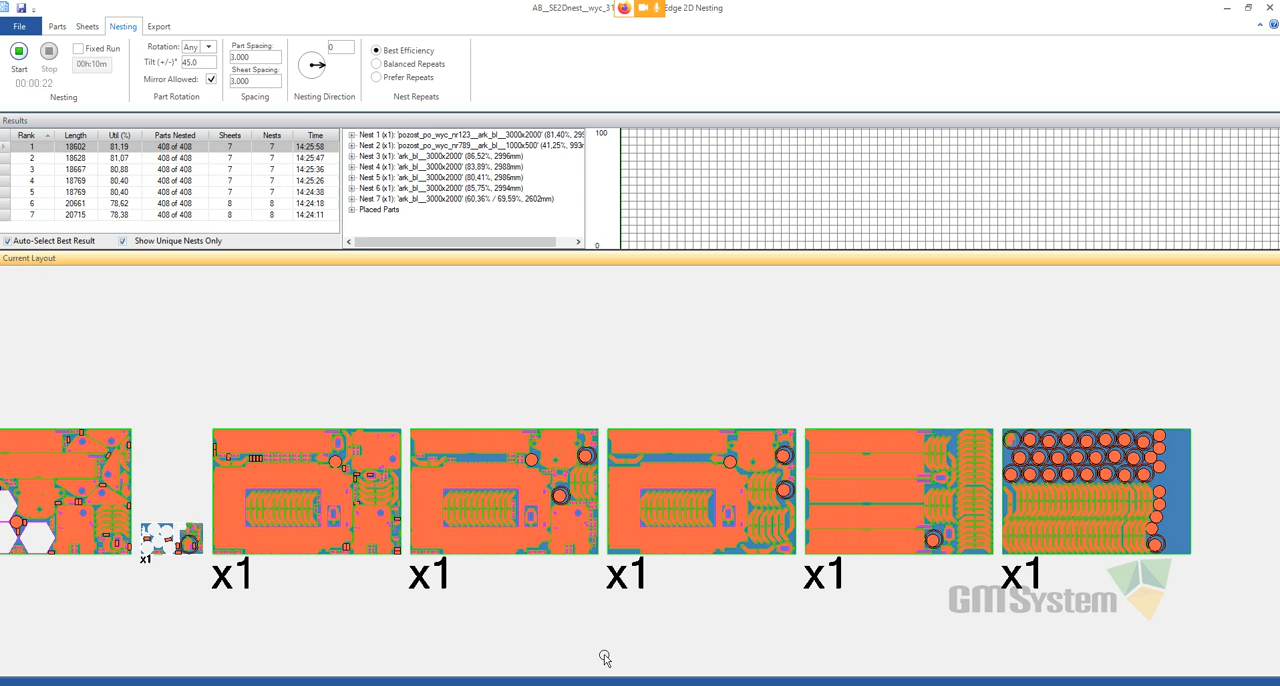 AB__SE2Dnest__wyc_31 Edge 2D Nesting
File Parts Sheets Nesting Export
Start Stop Fixed Run
00h:10m
00:00:22
Nesting
Rotation: Any
Tilt (+/-)° 45.0
Mirror Allowed:
Part Rotation
Part Spacing:
3.000
Sheet Spacing:
3.000
Spacing
0
Nesting Direction
Best Efficiency
Balanced Repeats
Prefer Repeats
Nest Repeats
Results
Rank Length Util (%) Parts Nested Sheets Nests Time
1 18602 81,19 408 of 408 7 7 14:25:58
2 18628 81,07 408 of 408 7 7 14:25:47
3 18667 80,88 408 of 408 7 7 14:25:36
4 18769 80,40 408 of 408 7 7 14:25:26
5 18769 80,40 408 of 408 7 7 14:24:38
6 20661 78,62 408 of 408 8 8 14:24:18
7 20715 78,38 408 of 408 8 8 14:24:11
Auto-Select Best Result Show Unique Nests Only
Nest 1 (x1): 'pozost_po_wyc_nr123__ark_bl__3000x2000' (81,40%, 299
Nest 2 (x1): 'pozost_po_wyc_nr789__ark_bl__1000x500' (41,25%, 993r
Nest 3 (x1): 'ark_bl__3000x2000' (86,52%, 2996mm)
Nest 4 (x1): 'ark_bl__3000x2000' (83,89%, 2988mm)
Nest 5 (x1): 'ark_bl__3000x2000' (80,41%, 2986mm)
Nest 6 (x1): 'ark_bl__3000x2000' (85,75%, 2994mm)
Nest 7 (x1): 'ark_bl__3000x2000' (60,36% / 69,59%, 2602mm)
Placed Parts
100
0
Current Layout
x1
x1
x1
x1
x1
x1
GMSystem